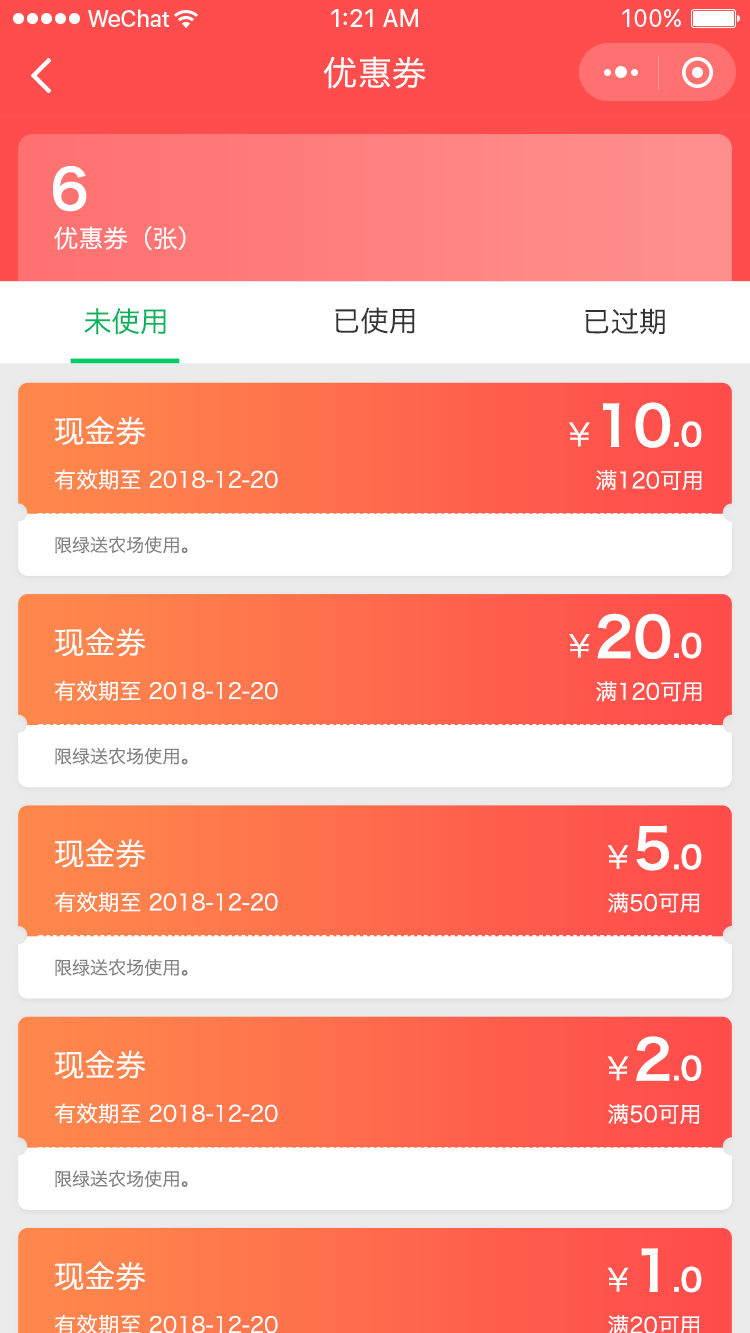 WeChat 1:21 AM 100%
优惠券
6
优惠券（张）
未使用 已使用 已过期
现金券 ¥10.0
有效期至 2018-12-20 满120可用
限绿送农场使用。
现金券 ¥20.0
有效期至 2018-12-20 满120可用
限绿送农场使用。
现金券 ¥5.0
有效期至 2018-12-20 满50可用
限绿送农场使用。
现金券 ¥2.0
有效期至 2018-12-20 满50可用
限绿送农场使用。
现金券 ¥1.0
有效期至 2018-12-20 满20可用